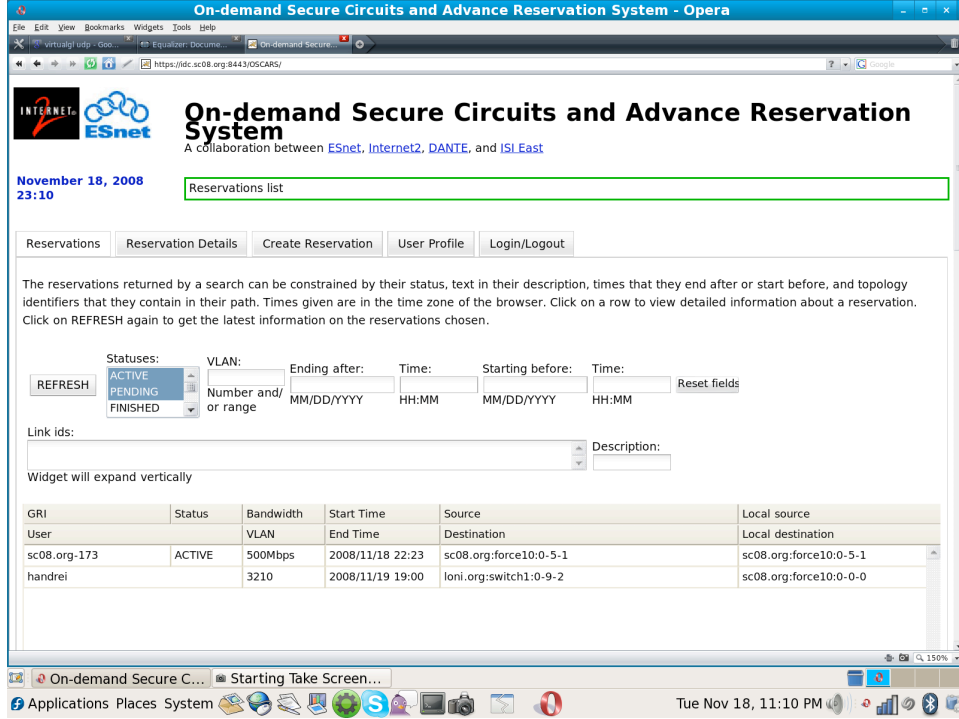 On-demand Secure Circuits and Advance Reservation System - Opera
File Edit View Bookmarks Widgets Tools Help
virtualgl udp - Goo... Equalizer: Docume... On-demand Secure...
https://idc.sc08.org:8443/OSCARS/ ? Google
INTERNET 2
ESnet
On-demand Secure Circuits and Advance Reservation
System
A collaboration between ESnet, Internet2, DANTE, and ISI East
November 18, 2008
23:10
Reservations list
Reservations Reservation Details Create Reservation User Profile Login/Logout
The reservations returned by a search can be constrained by their status, text in their description, times that they end after or start before, and topology
identifiers that they contain in their path. Times given are in the time zone of the browser. Click on a row to view detailed information about a reservation.
Click on REFRESH again to get the latest information on the reservations chosen.
REFRESH
Statuses:
ACTIVE
PENDING
FINISHED
VLAN:
Number and/
or range
Ending after:
MM/DD/YYYY
Time:
HH:MM
Starting before:
MM/DD/YYYY
Time:
HH:MM
Reset fields
Link ids:
Description:
Widget will expand vertically
GRI Status Bandwidth Start Time Source Local source
User VLAN End Time Destination Local destination
sc08.org-173 ACTIVE 500Mbps 2008/11/18 22:23 sc08.org:force10:0-5-1 sc08.org:force10:0-5-1
handrei 3210 2008/11/19 19:00 loni.org:switch1:0-9-2 sc08.org:force10:0-0-0
150%
On-demand Secure C... Starting Take Screen...
Applications Places System Tue Nov 18, 11:10 PM